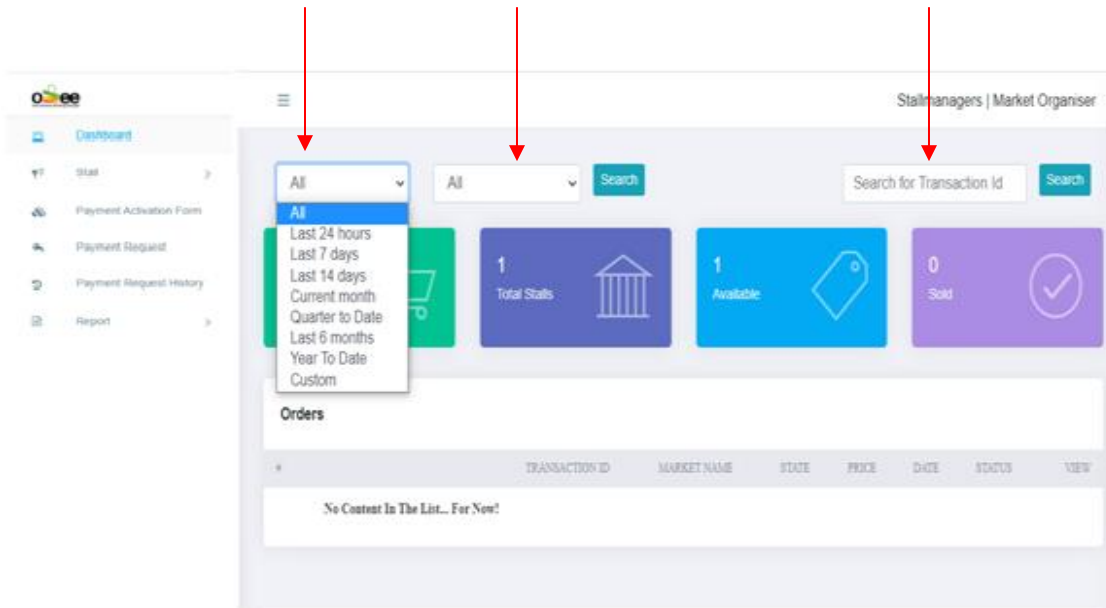 Stallmanagers | Market Organiser
Dashboard
Stall
Payment Activation Form
Payment Request
Payment Request History
Report
All
All
Search
Search for Transaction Id
Search
All
Last 24 hours
Last 7 days
Last 14 days
Current month
Quarter to Date
Last 6 months
Year To Date
Custom
1
Total Stalls
1
Available
0
Sold
Orders
# TRANSACTION ID MARKET NAME STATE PRICE DATE STATUS VIEW
No Content In The List... For Now!